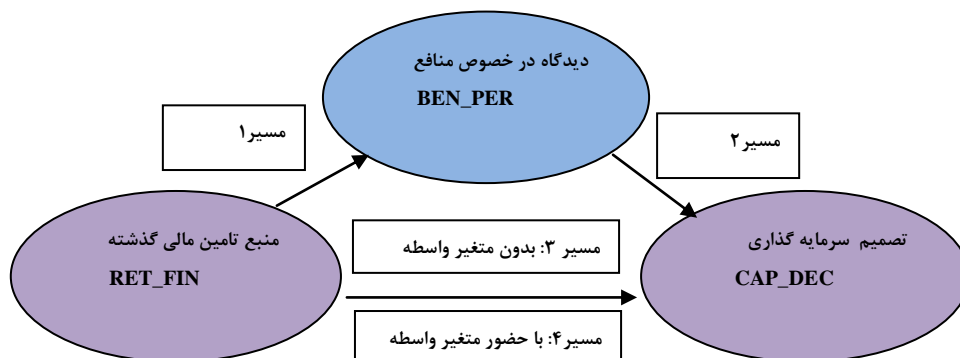 دیدگاه در خصوص منافع
BEN_PER
مسیر۱
مسیر۲
منبع تامین مالی گذشته
RET_FIN
مسیر ۳: بدون متغیر واسطه
تصمیم سرمایه گذاری
CAP_DEC
مسیر۴: با حضور متغیر واسطه